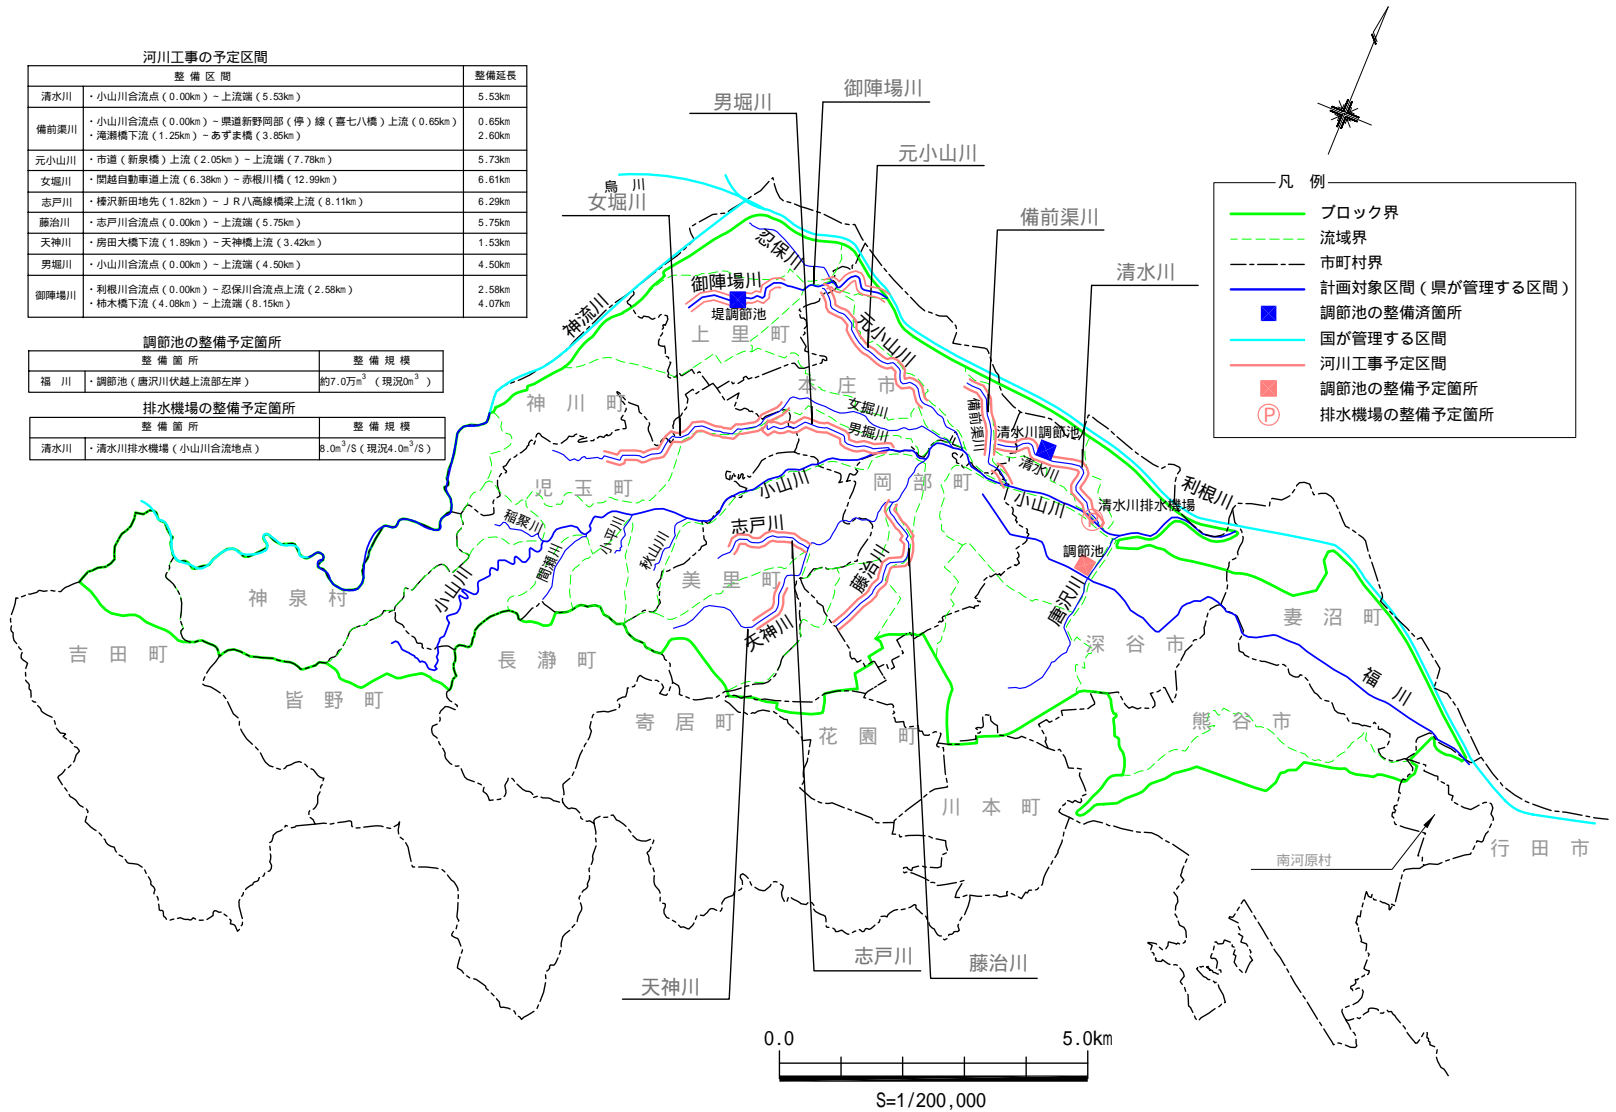 河川工事の予定区間
整 備 区 間 整備延長
清水川 ・小山川合流点(0.00km)~上流端(5.53km) 5.53km
備前渠川 ・小山川合流点(0.00km)~県道新野岡部(停)線(喜七八橋)上流(0.65km) 0.65km
・滝瀬橋下流(1.25km)~あずま橋(3.85km) 2.60km
元小山川 ・市道(新泉橋)上流(2.05km)~上流端(7.78km) 5.73km
女堀川 ・関越自動車道上流(6.38km)~赤根川橋(12.99km) 6.61km
志戸川 ・榛沢新田地先(1.82km)~JR八高線橋梁上流(8.11km) 6.29km
藤治川 ・志戸川合流点(0.00km)~上流端(5.75km) 5.75km
天神川 ・房田大橋下流(1.89km)~天神橋上流(3.42km) 1.53km
男堀川 ・小山川合流点(0.00km)~上流端(4.50km) 4.50km
御陣場川 ・利根川合流点(0.00km)~忍保川合流点上流(2.58km) 2.58km
・柿木橋下流(4.08km)~上流端(8.15km) 4.07km
調節池の整備予定箇所
整 備 箇 所 整 備 規 模
福 川 ・調節池(唐沢川伏越上流部左岸) 約7.0万m³ (現況0m³)
排水機場の整備予定箇所
整 備 箇 所 整 備 規 模
清水川 ・清水川排水機場(小山川合流地点) 8.0m³/S(現況4.0m³/S)
凡 例
ブロック界
流域界
市町村界
計画対象区間(県が管理する区間)
調節池の整備済箇所
国が管理する区間
河川工事予定区間
調節池の整備予定箇所
Ⓟ 排水機場の整備予定箇所
御陣場川
男堀川
元小山川
女堀川
備前渠川
清水川
烏 川
忍保川
御陣場川
堤調節池
神流川
上 里 町
元小山川
本 庄 市
神 川 町
女堀川
男堀川
備前渠川
清水川調節池
清水川
児 玉 町
小山川
岡 部 町
小山川
利根川
清水川排水機場
Ⓟ
稲聚川
小平川
間瀬川
秋山川
志戸川
調節池
小山川
神 泉 村
美 里 町
藤治川
唐沢川
妻 沼 町
天神川
吉 田 町
長 瀞 町
深 谷 市
皆 野 町
福 川
寄 居 町
花 園 町
熊 谷 市
川 本 町
南河原村
行 田 市
志戸川
藤治川
天神川
0.0 5.0km
S=1/200,000